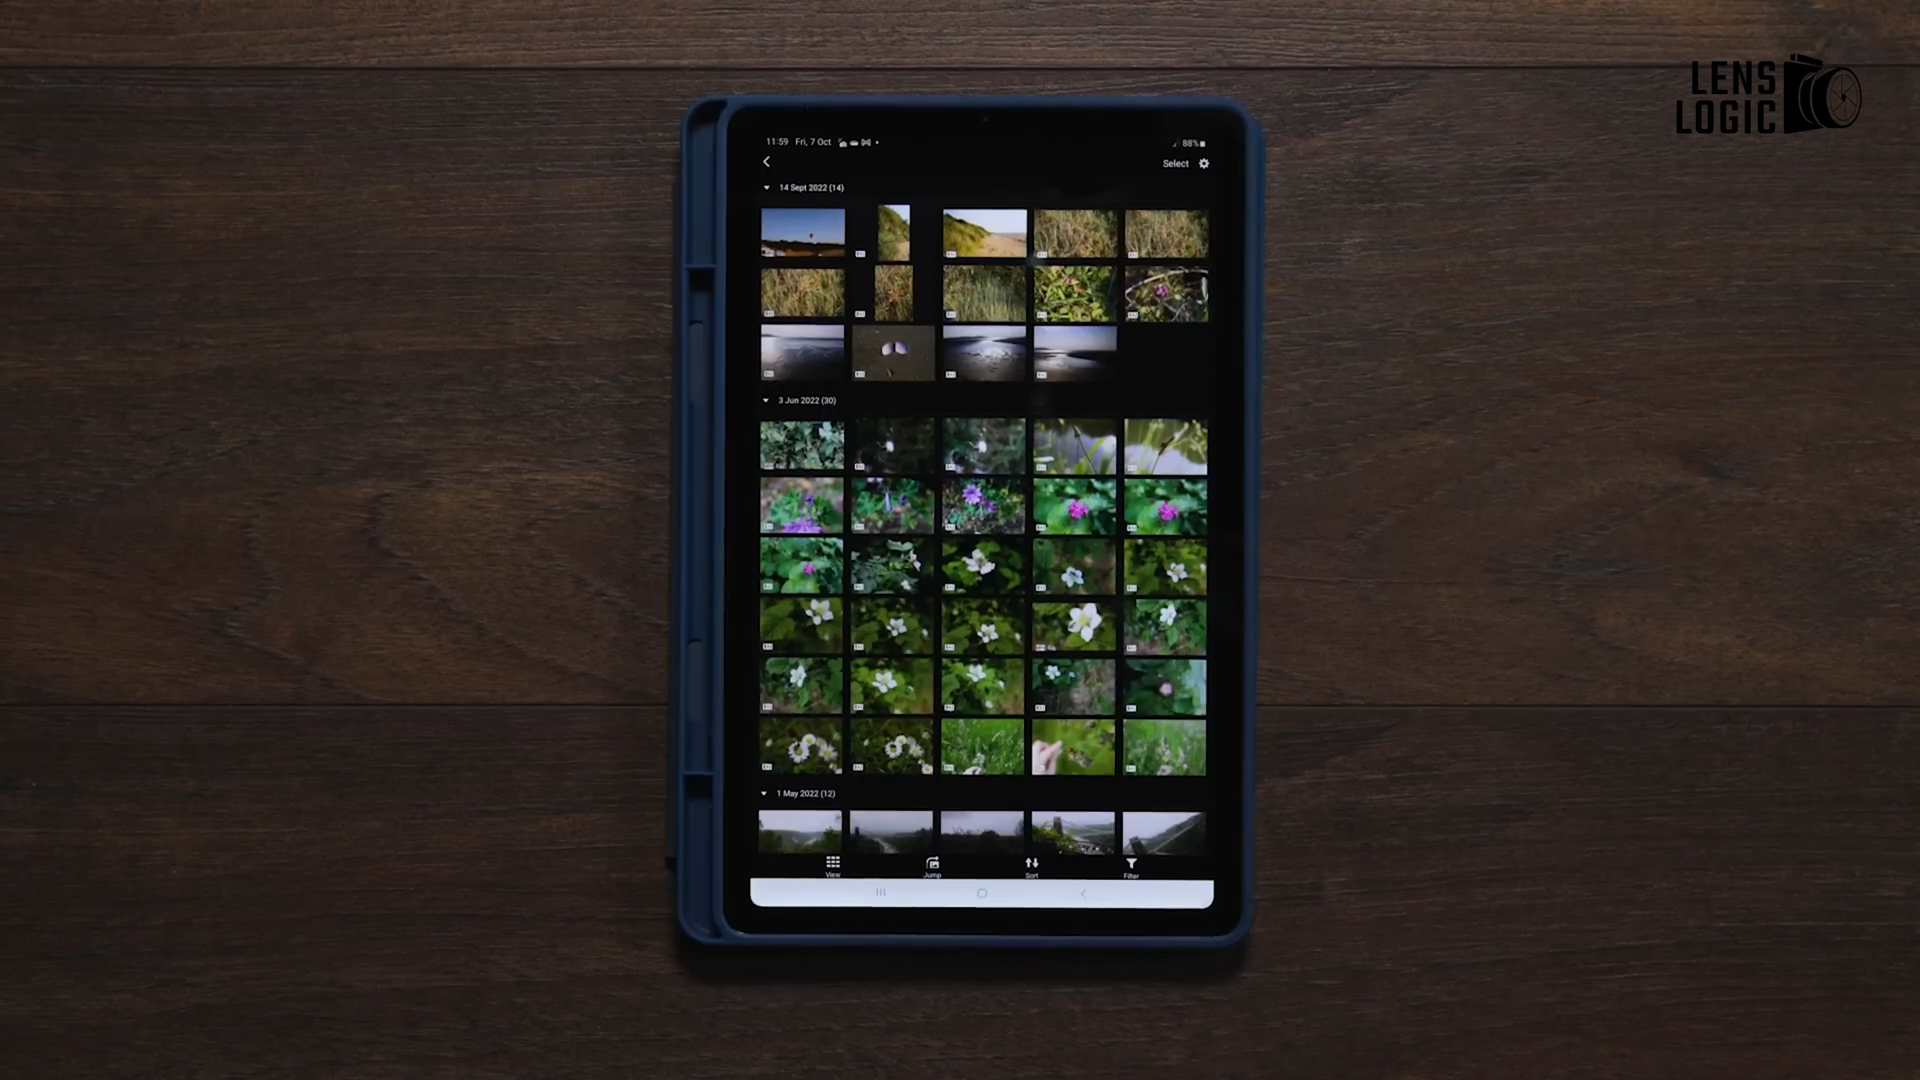 LENS
LOGIC
11:59 Fri, 7 Oct
88%
Select
14 Sept 2022 (14)
3 Jun 2022 (30)
1 May 2022 (12)
View
Jump
Sort
Filter